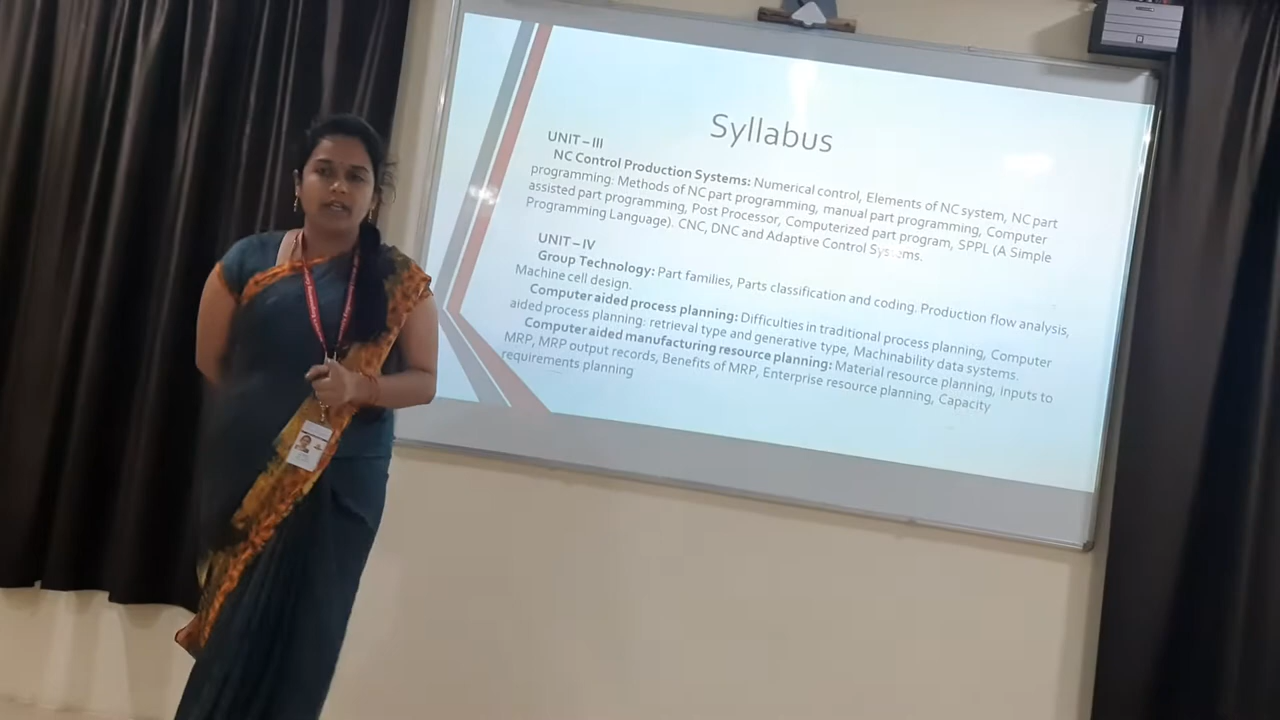 Syllabus
UNIT – III
NC Control Production Systems: Numerical control, Elements of NC system, NC part
programming: Methods of NC part programming, manual part programming, Computer
assisted part programming, Post Processor, Computerized part program, SPPL (A Simple
Programming Language). CNC, DNC and Adaptive Control Systems.
UNIT – IV
Group Technology: Part families, Parts classification and coding. Production flow analysis,
Machine cell design.
Computer aided process planning: Difficulties in traditional process planning, Computer
aided process planning: retrieval type and generative type, Machinability data systems.
Computer aided manufacturing resource planning: Material resource planning, inputs to
MRP, MRP output records, Benefits of MRP, Enterprise resource planning, Capacity
requirements planning